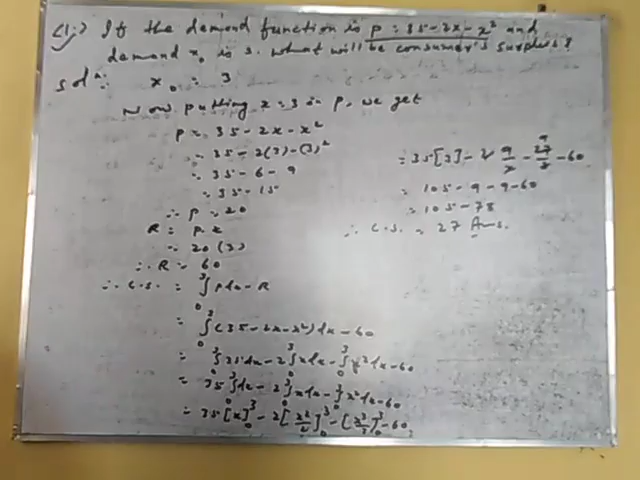 (1.) If the demand function is p = 35 - 2x - x² and
demand x₀ is 3. what will be consumer's surplus?
solⁿ: x₀ = 3
Now putting x = 3 in p, we get
p = 35 - 2x - x²
= 35 - 2(3) - (3)²
= 35 - 6 - 9
= 35 - 15
∴ p = 20
R = p.x
= 20(3)
∴ R = 60
∴ C.S. = ∫₀³ p dx - R
= ∫₀³ (35 - 2x - x²) dx - 60
= ∫₀³ 35 dx - 2∫₀³ x dx - ∫₀³ x² dx - 60
= 35 ∫₀³ dx - 2∫₀³ x dx - ∫₀³ x² dx - 60
= 35 [x]₀³ - 2[x²/2]₀³ - [x³/3]₀³ - 60
= 35[3] - 2 9/2 - 27/3 9 - 60
= 105 - 9 - 9 - 60
= 105 - 78
∴ C.S. = 27 Ans.